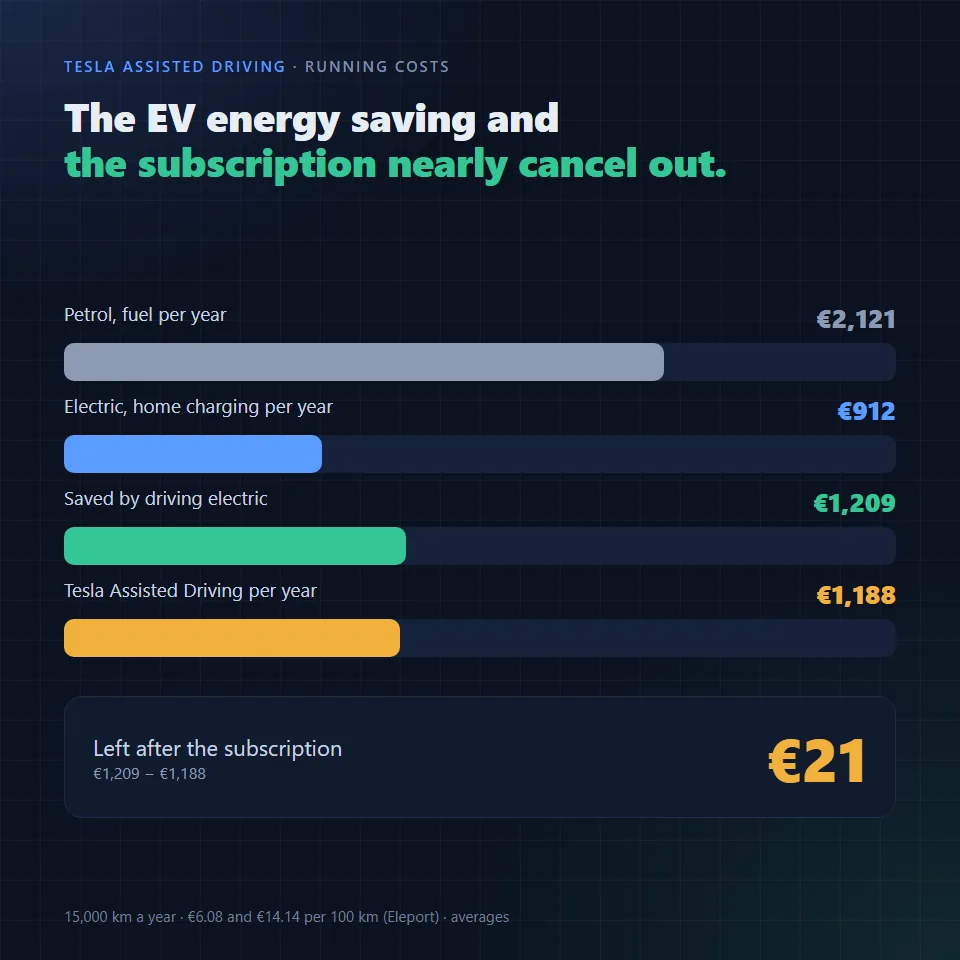 TESLA ASSISTED DRIVING · RUNNING COSTS
The EV energy saving and
the subscription nearly cancel out.
Petrol, fuel per year
€2,121
Electric, home charging per year
€912
Saved by driving electric
€1,209
Tesla Assisted Driving per year
€1,188
Left after the subscription
€1,209 – €1,188
€21
15,000 km a year · €6.08 and €14.14 per 100 km (Eleport) · averages